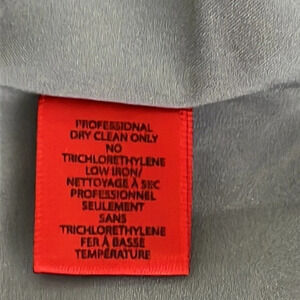 PROFESSIONAL
DRY CLEAN ONLY
NO
TRICHLORETHYLENE
LOW IRON/
NETTOYAGE À SEC
PROFESSIONNEL
SEULEMENT
SANS
TRICHLORETHYLENE
FER À BASSE
TEMPÉRATURE